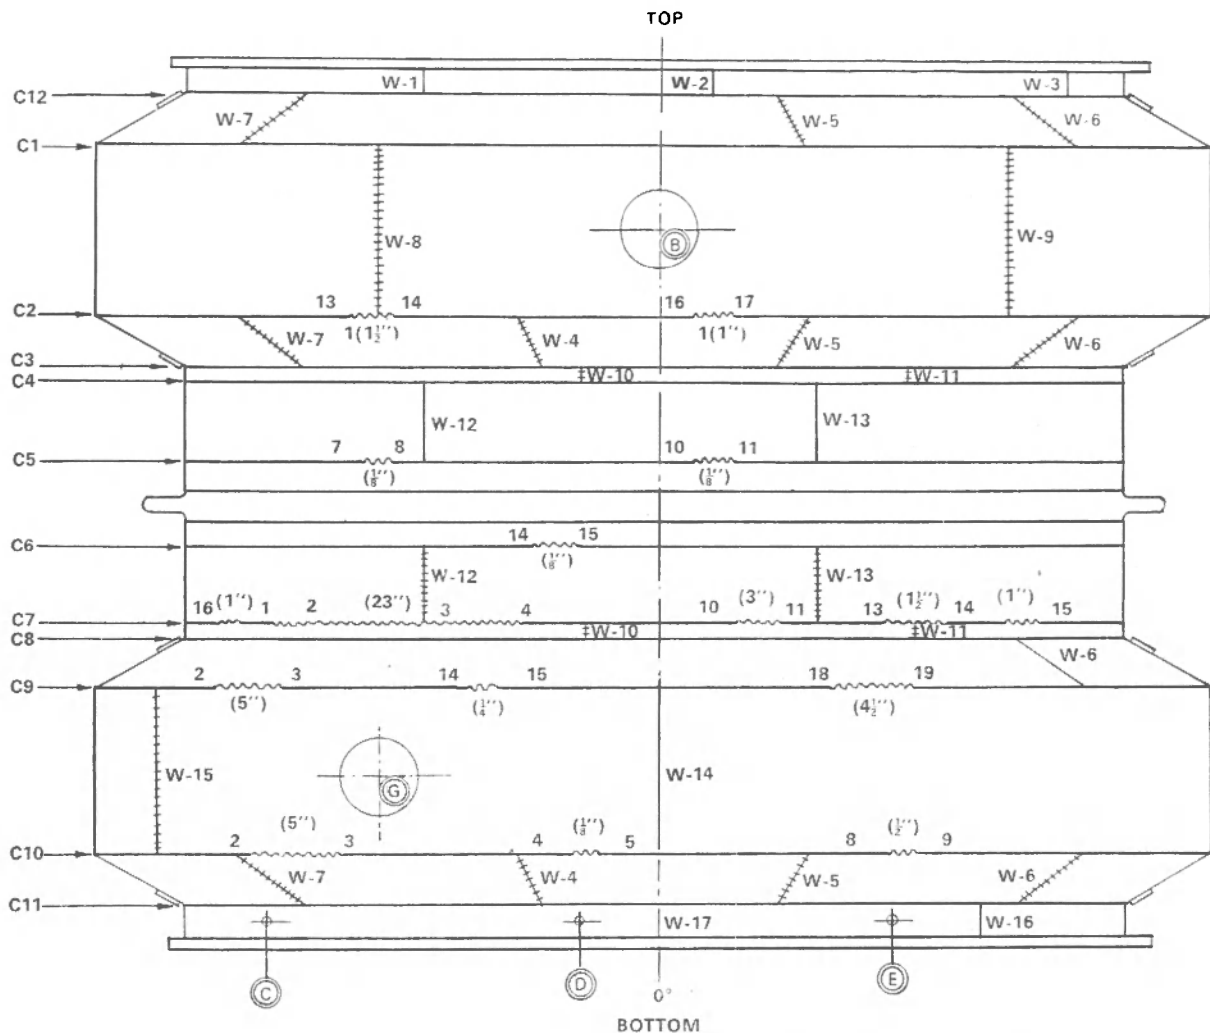 TOP
C12 W-1 W-2 W-3
W-7 W-5 W-6
C1
W-8 B W-9
C2 13 14 16 17
1(1½″) 1(1″)
W-7 W-4 W-5 W-6
C3
C4 W-10 W-11
W-12 W-13
C5 7 8 10 11
(⅛″) (⅛″)
C6 14 15
(⅛″)
W-12 W-13
C7 16 (1″) 1 2 (23″) 3 4 10 (3″) 11 13 (1½″) 14 (1″) 15
C8 W-10 W-11
W-6
C9 2 3 14 15 18 19
(5″) (¼″) (4½″)
W-15 G W-14
(5″) (⅛″) (½″)
C10 2 3 4 5 8 9
W-7 W-4 W-5 W-6
C11
W-17 W-16
C D 0° E
BOTTOM